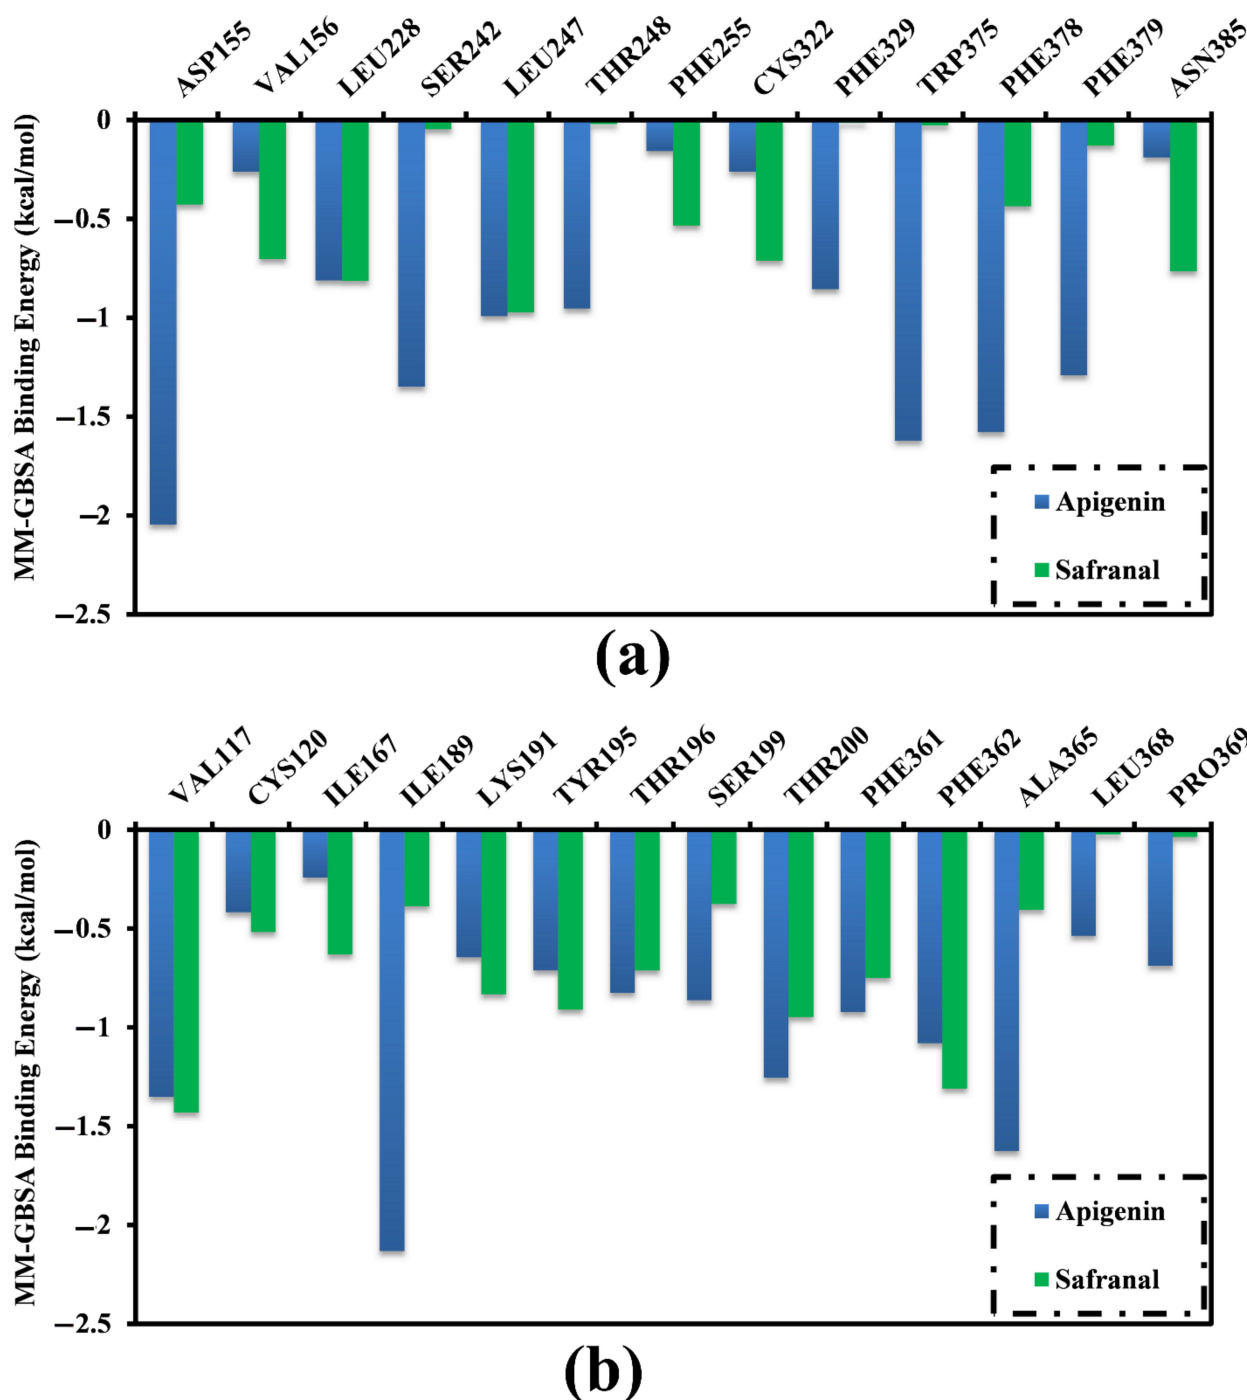 ASP155 VAL156 LEU228 SER242 LEU247 THR248 PHE255 CYS322 PHE329 TRP375 PHE378 PHE379 ASN385
MM-GBSA Binding Energy (kcal/mol)
0
−0.5
−1
−1.5
−2
−2.5
Apigenin
Safranal
(a)
VAL117 CYS120 ILE167 ILE189 LYS191 TYR195 THR196 SER199 THR200 PHE361 PHE362 ALA365 LEU368 PRO369
MM-GBSA Binding Energy (kcal/mol)
0
−0.5
−1
−1.5
−2
−2.5
Apigenin
Safranal
(b)